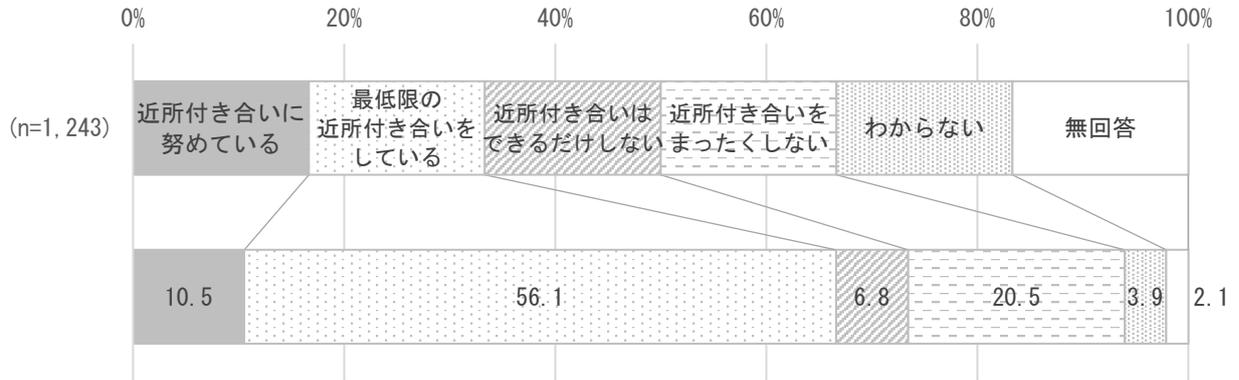 0% 20% 40% 60% 80% 100%
(n=1,243)
近所付き合いに
努めている
最低限の
近所付き合いを
している
近所付き合いは
できるだけしない
近所付き合いを
まったくしない
わからない
無回答
10.5 56.1 6.8 20.5 3.9 2.1